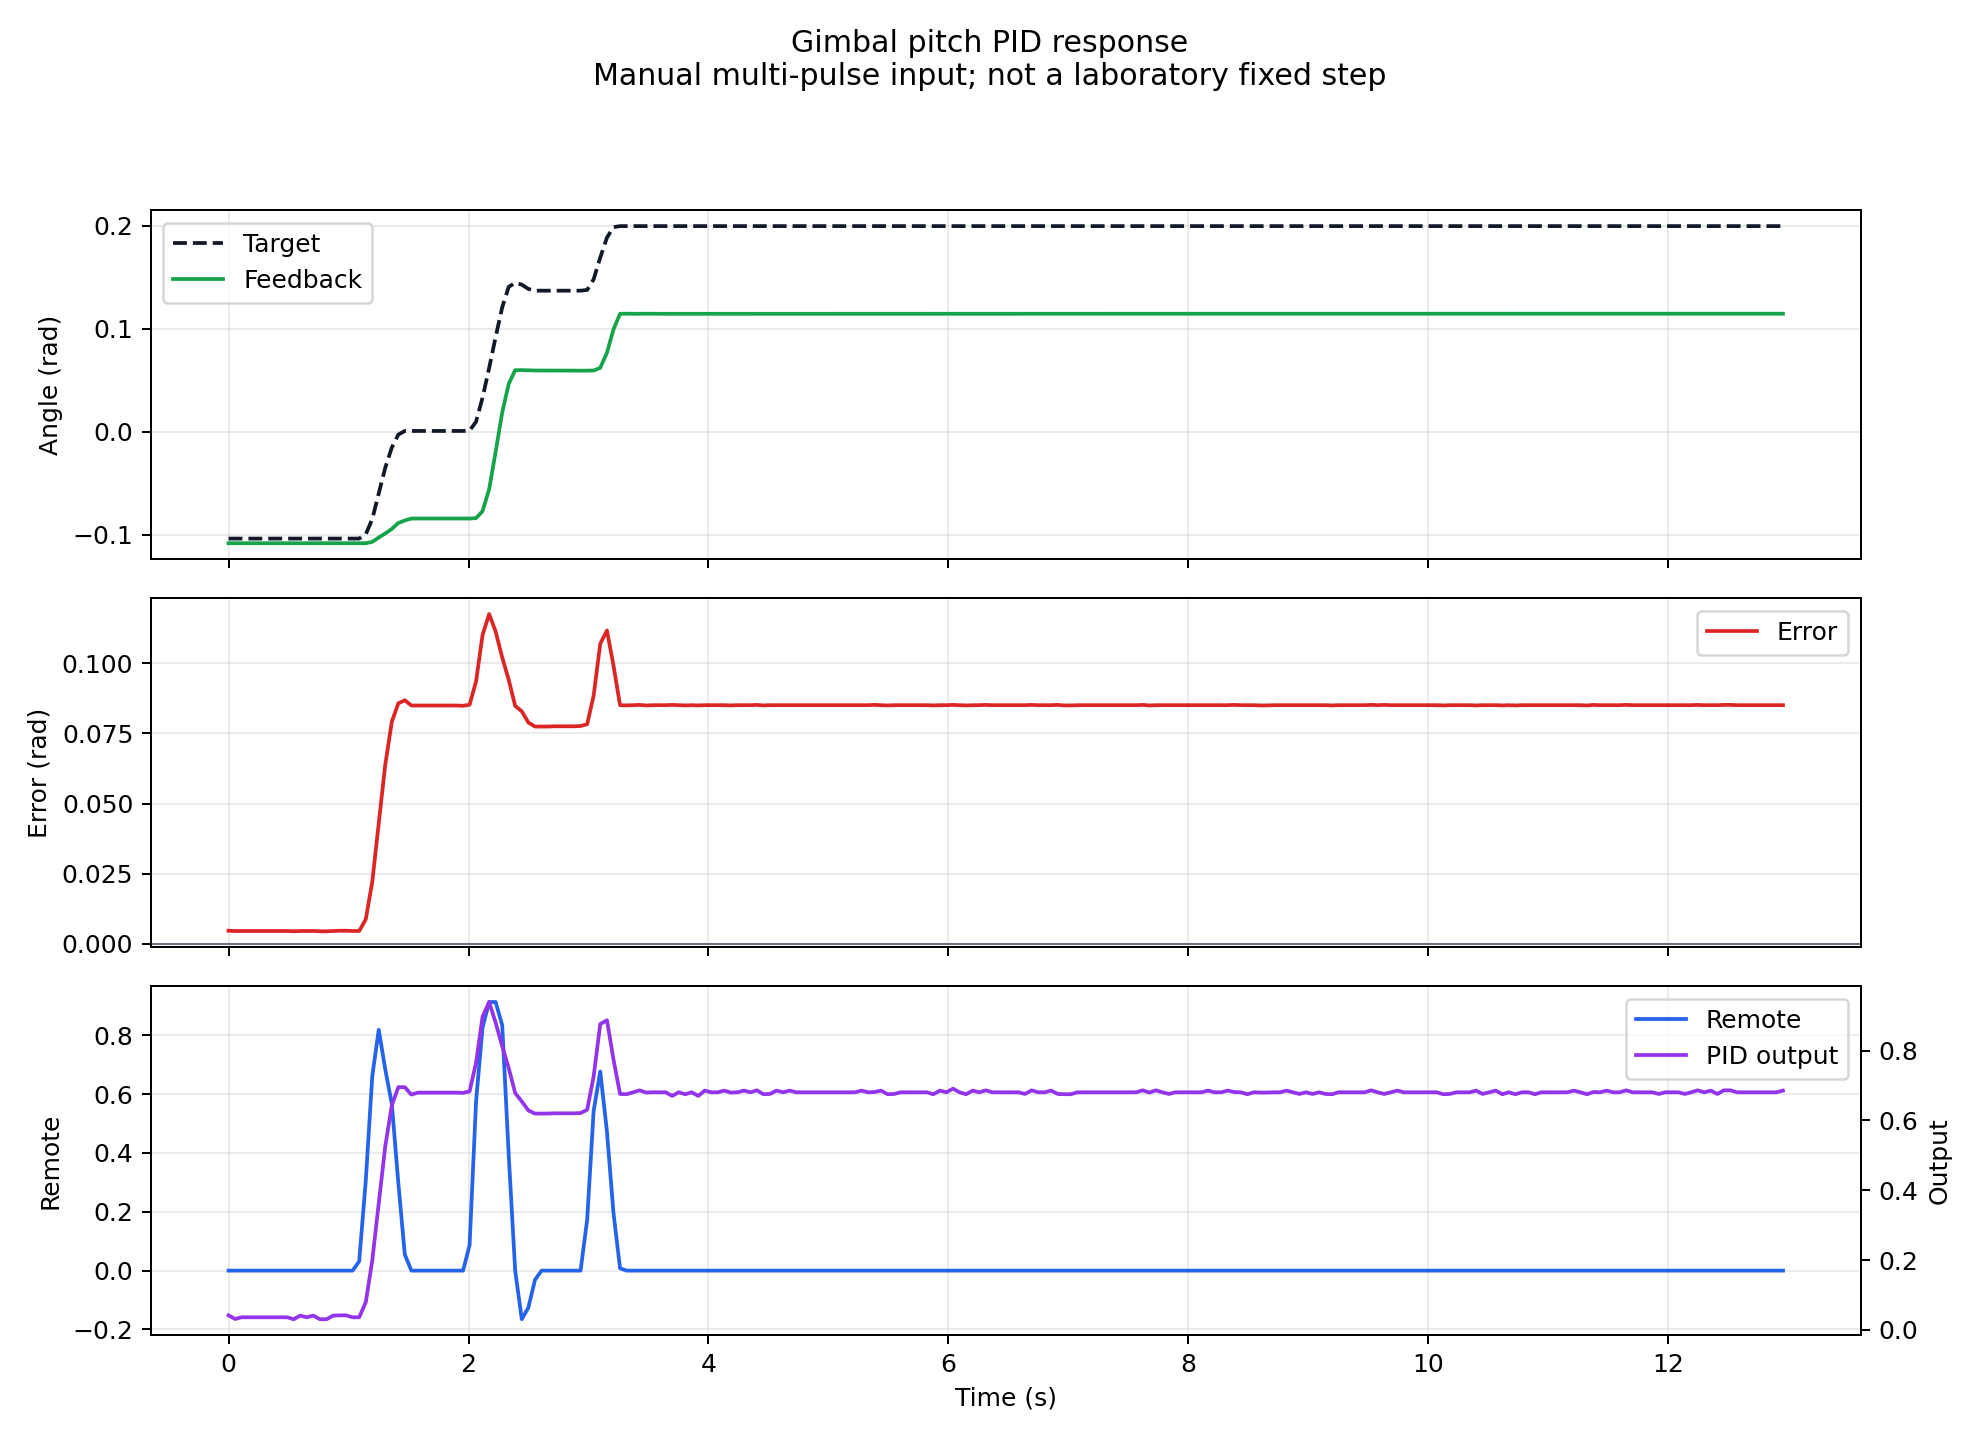 Gimbal pitch PID response
Manual multi-pulse input; not a laboratory fixed step
Angle (rad)
0.2
0.1
0.0
−0.1
Target
Feedback
Error (rad)
0.100
0.075
0.050
0.025
0.000
Error
Remote
0.8
0.6
0.4
0.2
0.0
−0.2
Remote
PID output
0.8
0.6
0.4
0.2
0.0
Output
0 2 4 6 8 10 12
Time (s)